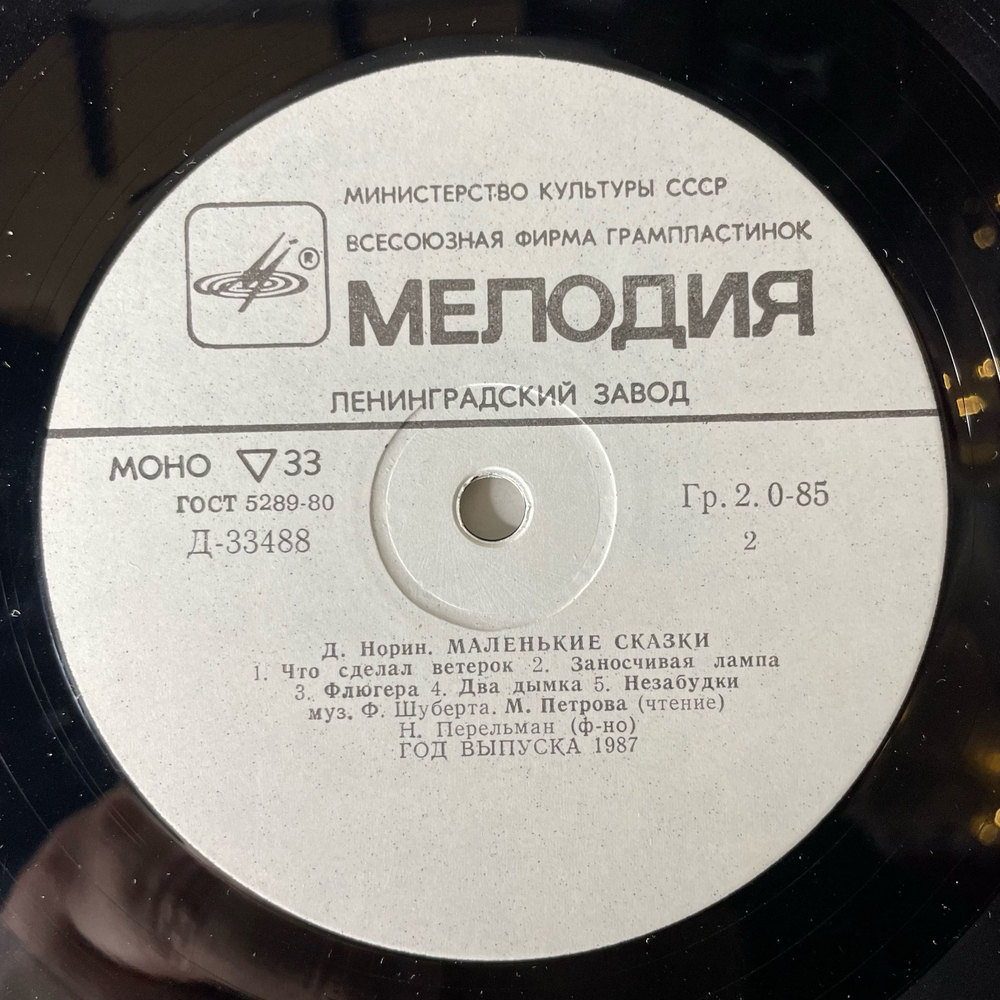 МИНИСТЕРСТВО КУЛЬТУРЫ СССР
ВСЕСОЮЗНАЯ ФИРМА ГРАМПЛАСТИНОК
®
МЕЛОДИЯ
ЛЕНИНГРАДСКИЙ ЗАВОД
МОНО ▽ 33
ГОСТ 5289-80
Д-33488
Гр. 2. 0-85
2
Д. Норин. МАЛЕНЬКИЕ СКАЗКИ
1. Что сделал ветерок 2. Заносчивая лампа
3. Флюгера 4. Два дымка 5. Незабудки
муз. Ф. Шуберта. М. Петрова (чтение)
Н. Перельман (ф-но)
ГОД ВЫПУСКА 1987